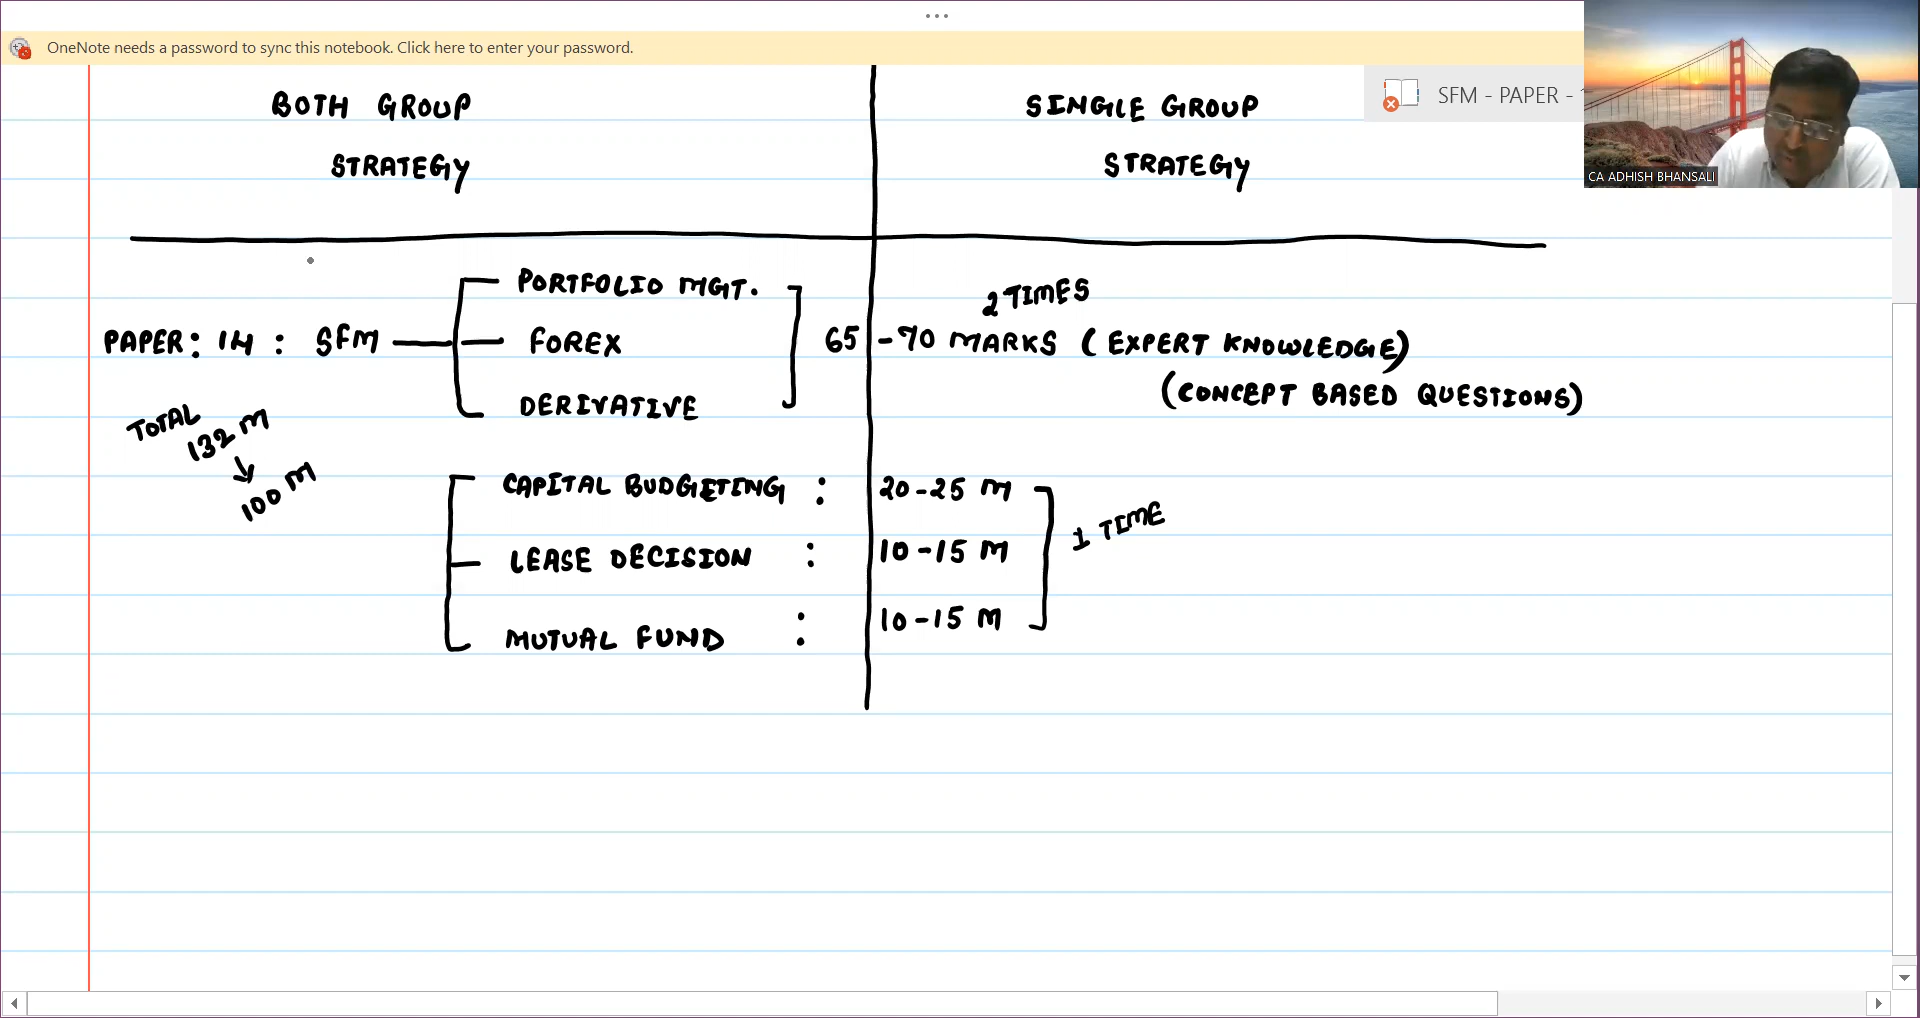 OneNote needs a password to sync this notebook. Click here to enter your password.
SFM - PAPER -
CA ADHISH BHANSALI
BOTH GROUP
STRATEGY
SINGLE GROUP
STRATEGY
2 TIMES
PORTFOLIO MGT.
PAPER: 14 : SFM FOREX 65 -70 MARKS (EXPERT KNOWLEDGE)
(CONCEPT BASED QUESTIONS)
DERIVATIVE
TOTAL
132 M
↓
100 M
CAPITAL BUDGETING : 20-25 M
LEASE DECISION : 10-15 M
1 TIME
MUTUAL FUND : 10-15 M